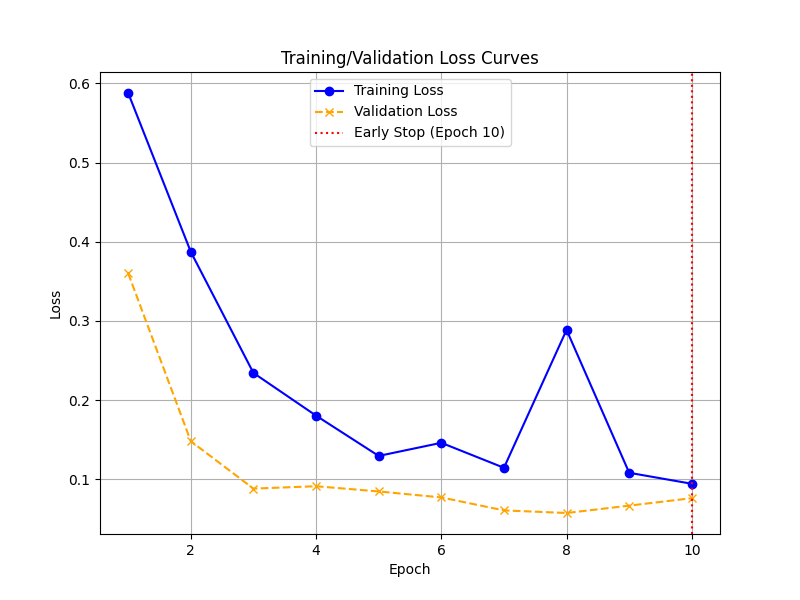 Training/Validation Loss Curves
Training Loss
Validation Loss
Early Stop (Epoch 10)
0.6
0.5
0.4
0.3
0.2
0.1
Loss
2 4 6 8 10
Epoch